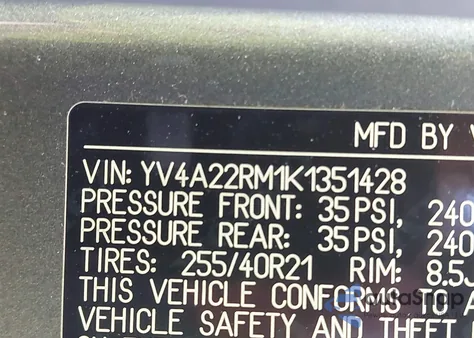 MFD BY
VIN: YV4A22RM1K1351428
PRESSURE FRONT: 35PSI, 240
PRESSURE REAR: 35PSI, 240
TIRES: 255/40R21 RIM: 8.5J
THIS VEHICLE CONFORMS TO A
VEHICLE SAFETY AND THEFT